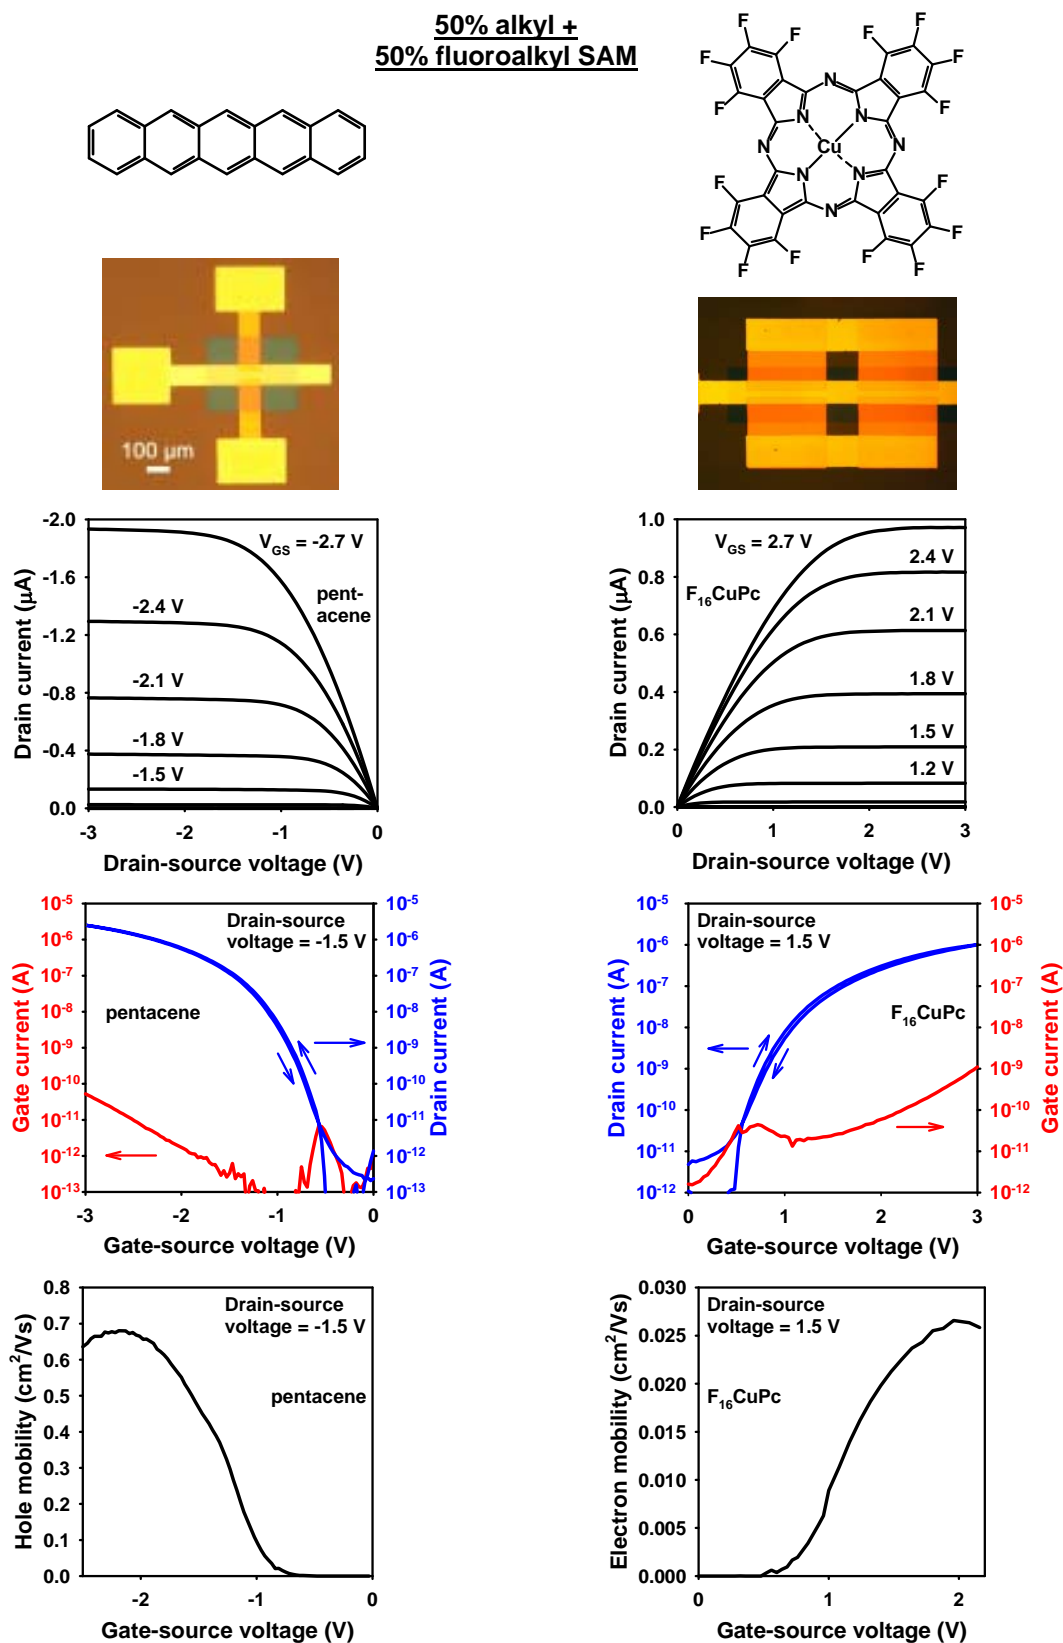 50% alkyl +
50% fluoroalkyl SAM
F F F F
F F F F
N N N
N N
N N N
Cu
F F F F
F F F F
100 µm
-2.0
-1.6
-1.2
-0.8
-0.4
0.0
Drain current (µA)
V_GS = -2.7 V
pent-
acene
-2.4 V
-2.1 V
-1.8 V
-1.5 V
-3 -2 -1 0
Drain-source voltage (V)
1.0
0.8
0.6
0.4
0.2
0.0
Drain current (µA)
V_GS = 2.7 V
2.4 V
F₁₆CuPc
2.1 V
1.8 V
1.5 V
1.2 V
0 1 2 3
Drain-source voltage (V)
10⁻⁵
10⁻⁶
10⁻⁷
10⁻⁸
10⁻⁹
10⁻¹⁰
10⁻¹¹
10⁻¹²
10⁻¹³
Gate current (A)
Drain-source
voltage = -1.5 V
pentacene
10⁻⁵
10⁻⁶
10⁻⁷
10⁻⁸
10⁻⁹
10⁻¹⁰
10⁻¹¹
10⁻¹²
10⁻¹³
Drain current (A)
-3 -2 -1 0
Gate-source voltage (V)
10⁻⁵
10⁻⁶
10⁻⁷
10⁻⁸
10⁻⁹
10⁻¹⁰
10⁻¹¹
10⁻¹²
Drain current (A)
Drain-source
voltage = 1.5 V
F₁₆CuPc
10⁻⁵
10⁻⁶
10⁻⁷
10⁻⁸
10⁻⁹
10⁻¹⁰
10⁻¹¹
10⁻¹²
Gate current (A)
0 1 2 3
Gate-source voltage (V)
0.8
0.7
0.6
0.5
0.4
0.3
0.2
0.1
0.0
Hole mobility (cm²/Vs)
Drain-source
voltage = -1.5 V
pentacene
-2 -1 0
Gate-source voltage (V)
0.030
0.025
0.020
0.015
0.010
0.005
0.000
Electron mobility (cm²/Vs)
Drain-source
voltage = 1.5 V
F₁₆CuPc
0 1 2
Gate-source voltage (V)